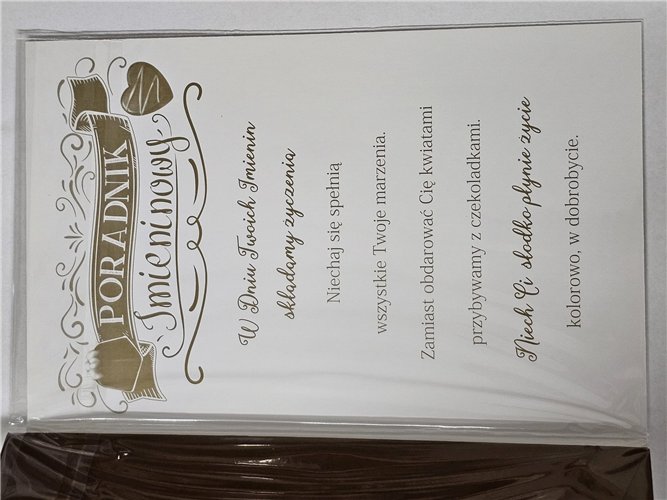 PORADNIK
Imieninowy
W Dniu Twoich Imienin
składamy życzenia
Niechaj się spełnią
wszystkie Twoje marzenia.
Zamiast obdarować Cię kwiatami
przybywamy z czekoladkami.
Niech Ci słodko płynie życie
kolorowo, w dobrobycie.